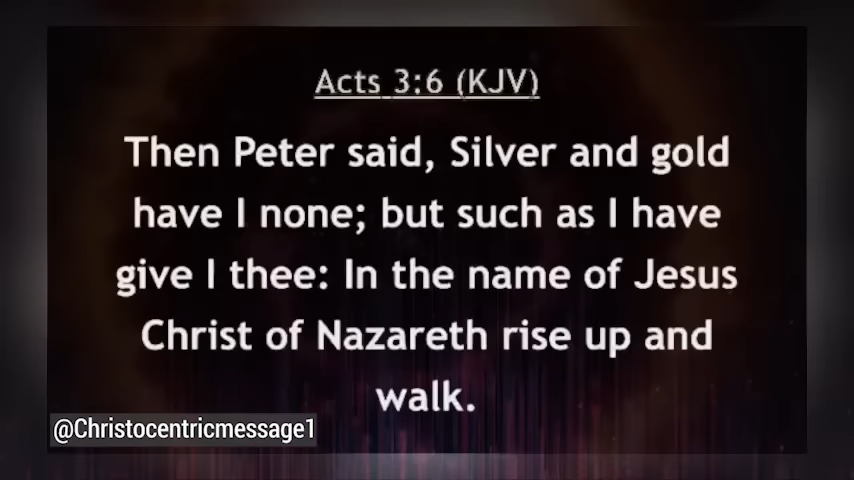 Acts 3:6 (KJV)
Then Peter said, Silver and gold
have I none; but such as I have
give I thee: In the name of Jesus
Christ of Nazareth rise up and
walk.
@Christocentricmessage1